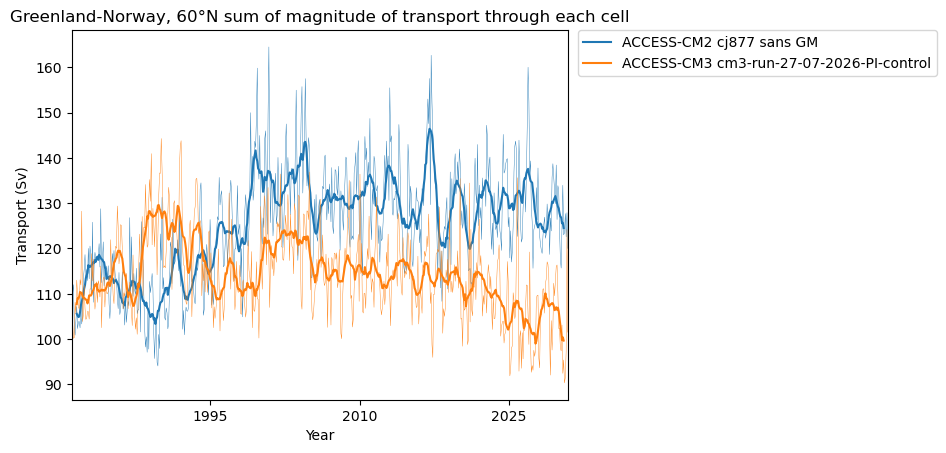 Greenland-Norway, 60°N sum of magnitude of transport through each cell
ACCESS-CM2 cj877 sans GM
ACCESS-CM3 cm3-run-27-07-2026-PI-control
Transport (Sv)
160
150
140
130
120
110
100
90
1995
2010
2025
Year